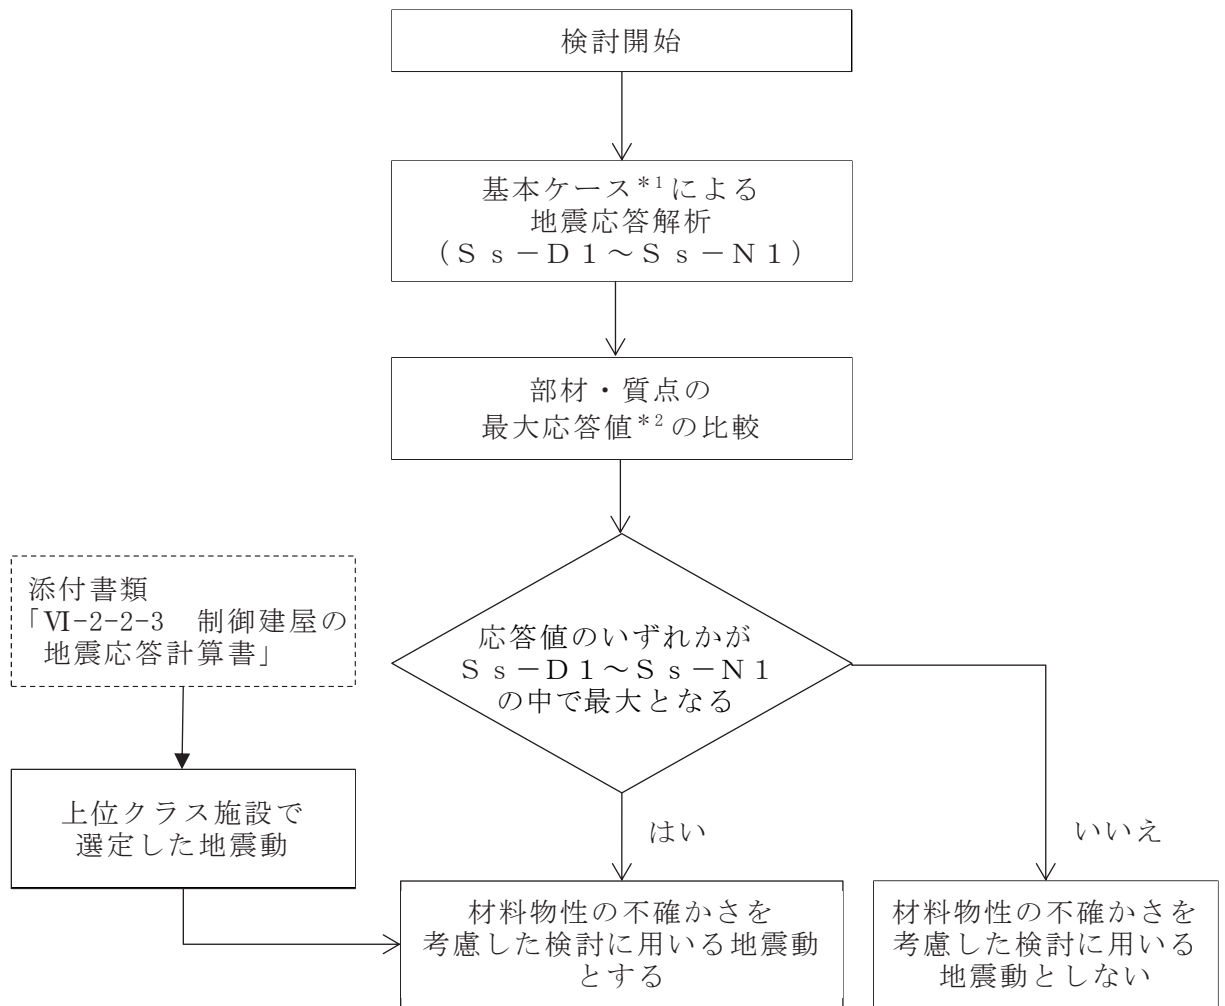 検討開始
基本ケース*1による
地震応答解析
(Ss-D1~Ss-N1)
部材・質点の
最大応答値*2の比較
応答値のいずれかが
Ss-D1~Ss-N1
の中で最大となる
添付書類
「Ⅵ-2-2-3 制御建屋の
地震応答計算書」
上位クラス施設で
選定した地震動
はい
いいえ
材料物性の不確かさを
考慮した検討に用いる地震動
とする
材料物性の不確かさを
考慮した検討に用いる
地震動としない